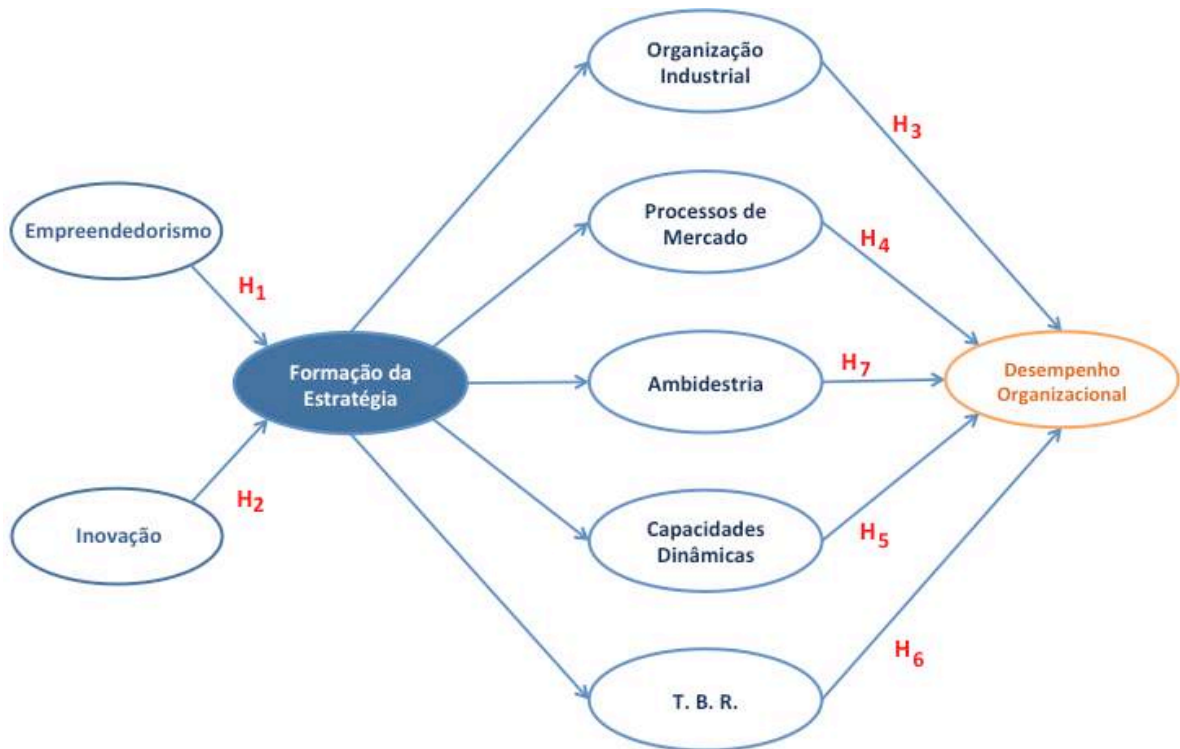 Organização
Industrial
H3
Processos de
Mercado
H4
Empreendedorismo
H1
Formação da
Estratégia
Ambidestria
H7
Desempenho
Organizacional
Inovação
H2
Capacidades
Dinâmicas
H5
T. B. R.
H6